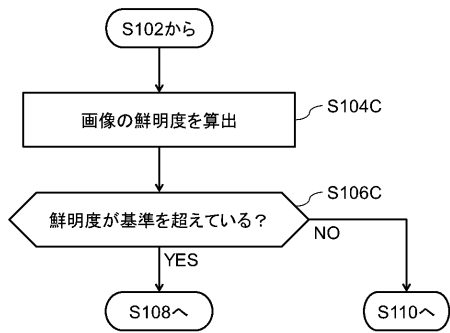 S102から
画像の鮮明度を算出
S104C
鮮明度が基準を超えている？
S106C
NO
YES
S108へ
S110へ